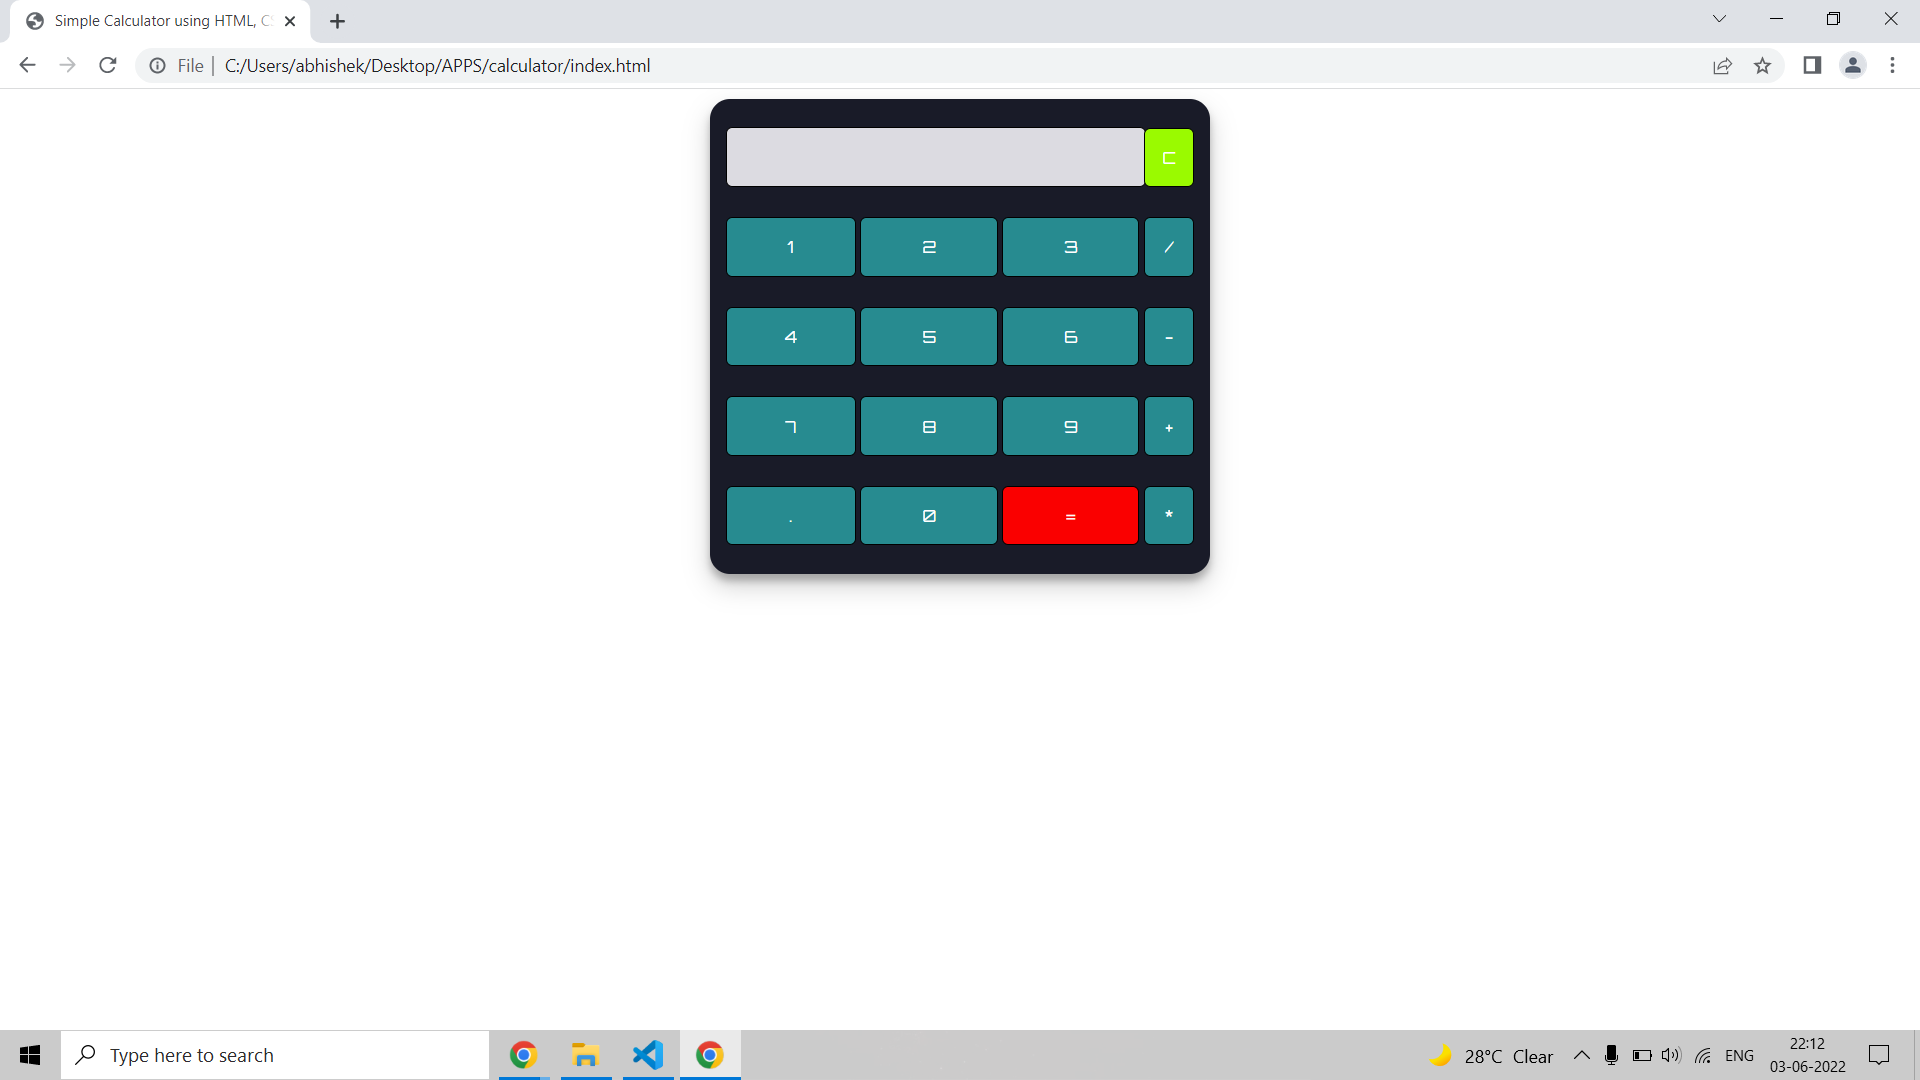 Simple Calculator using HTML, CS
File | C:/Users/abhishek/Desktop/APPS/calculator/index.html
C
1 2 3 /
4 5 6 -
7 8 9 +
. 0 = *
Type here to search
28°C Clear
ENG
22:12
03-06-2022